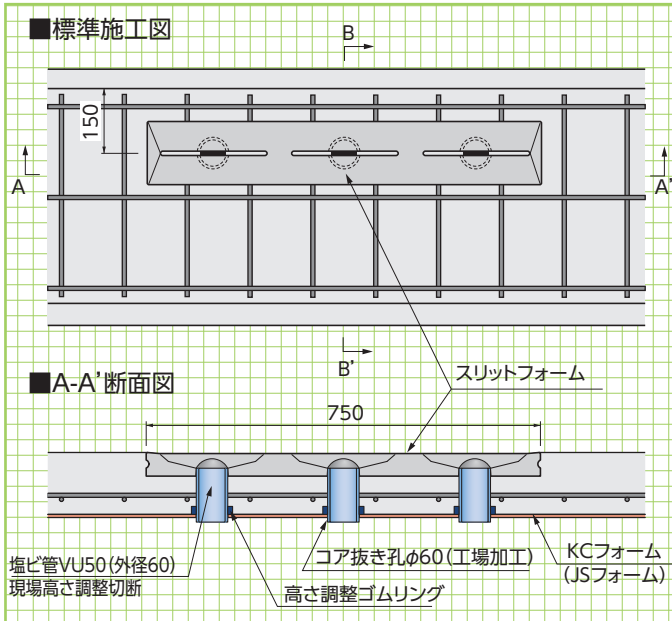 ■標準施工図
B
150
A
A'
B'
スリットフォーム
■A-A'断面図
750
塩ビ管VU50(外径60)
現場高さ調整切断
コア抜き孔φ60(工場加工)
高さ調整ゴムリング
KCフォーム
(JSフォーム)